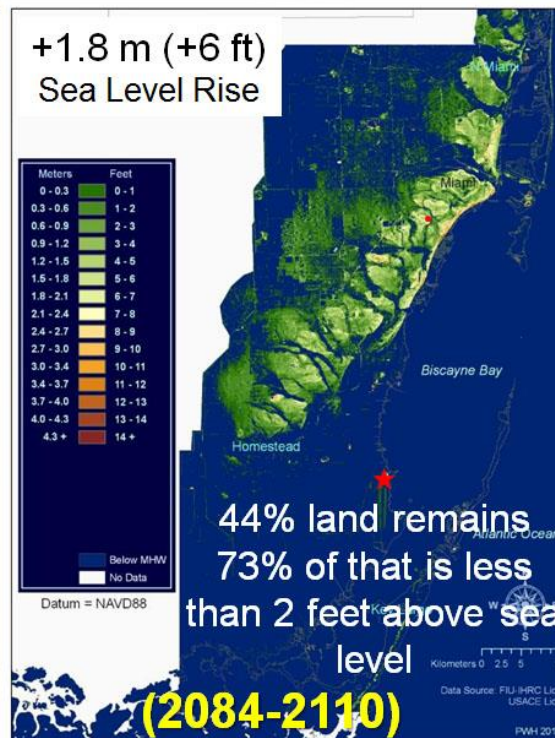 +1.8 m (+6 ft)
Sea Level Rise
N Miami
Miami
Meters Feet
0 - 0.3 0 - 1
0.3 - 0.6 1 - 2
0.6 - 0.9 2 - 3
0.9 - 1.2 3 - 4
1.2 - 1.5 4 - 5
1.5 - 1.8 5 - 6
1.8 - 2.1 6 - 7
2.1 - 2.4 7 - 8
2.4 - 2.7 8 - 9
2.7 - 3.0 9 - 10
3.0 - 3.4 10 - 11
3.4 - 3.7 11 - 12
3.7 - 4.0 12 - 13
4.0 - 4.3 13 - 14
4.3 + 14 +
Biscayne Bay
Homestead
44% land remains
Atlantic Ocean
73% of that is less
than 2 feet above sea
level
Below MHW
No Data
Datum = NAVD88
W
S
Kilometers 0 2.5 5
Data Source: FIU-IHRC
USACE
(2084-2110)
PWH